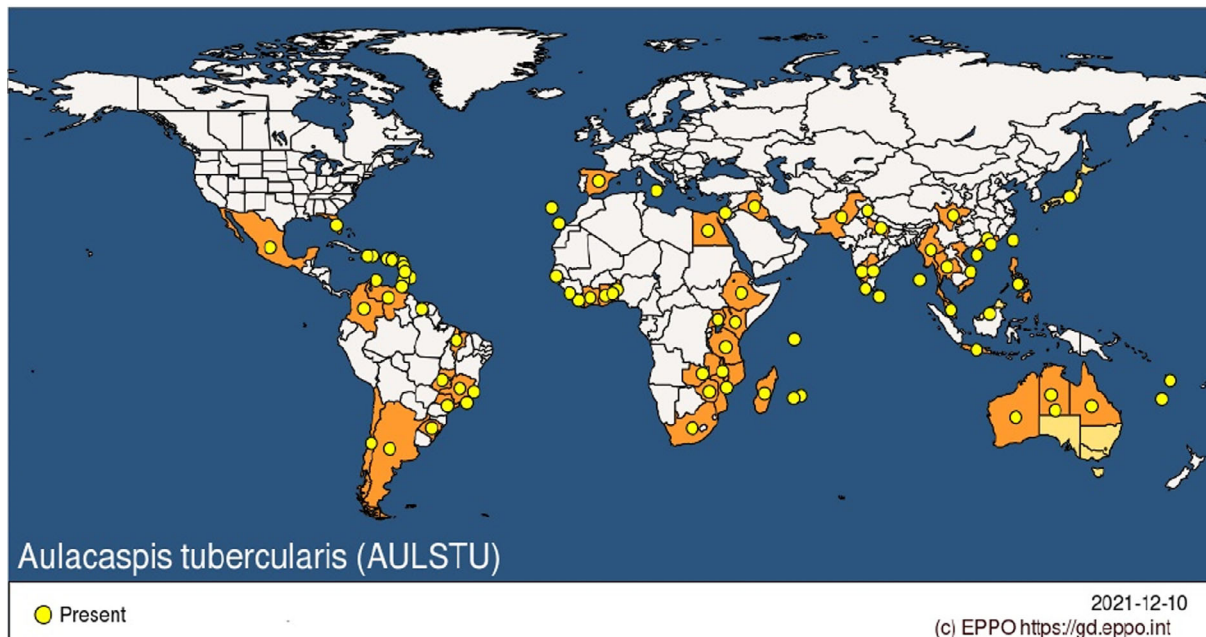 Aulacaspis tubercularis (AULSTU)
Present
2021-12-10
(c) EPPO https://gd.eppo.int